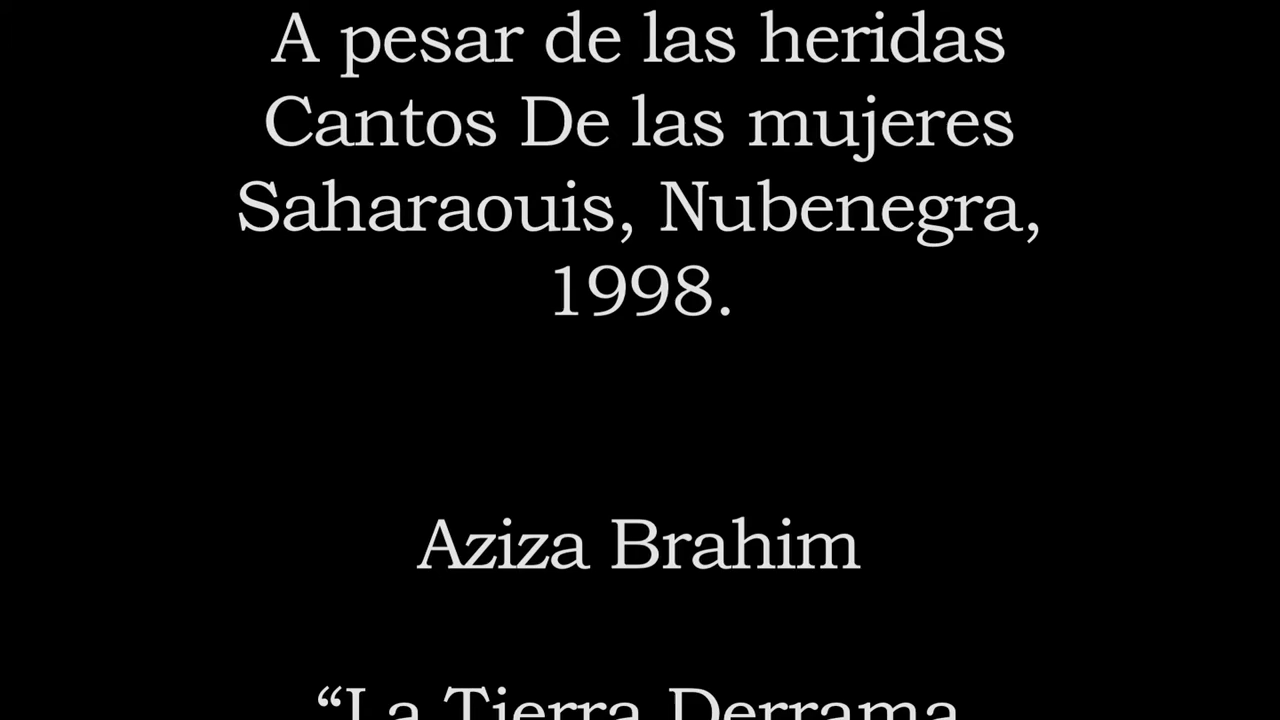 A pesar de las heridas
Cantos De las mujeres
Saharaouis, Nubenegra,
1998.
Aziza Brahim
“La Tierra Derrama